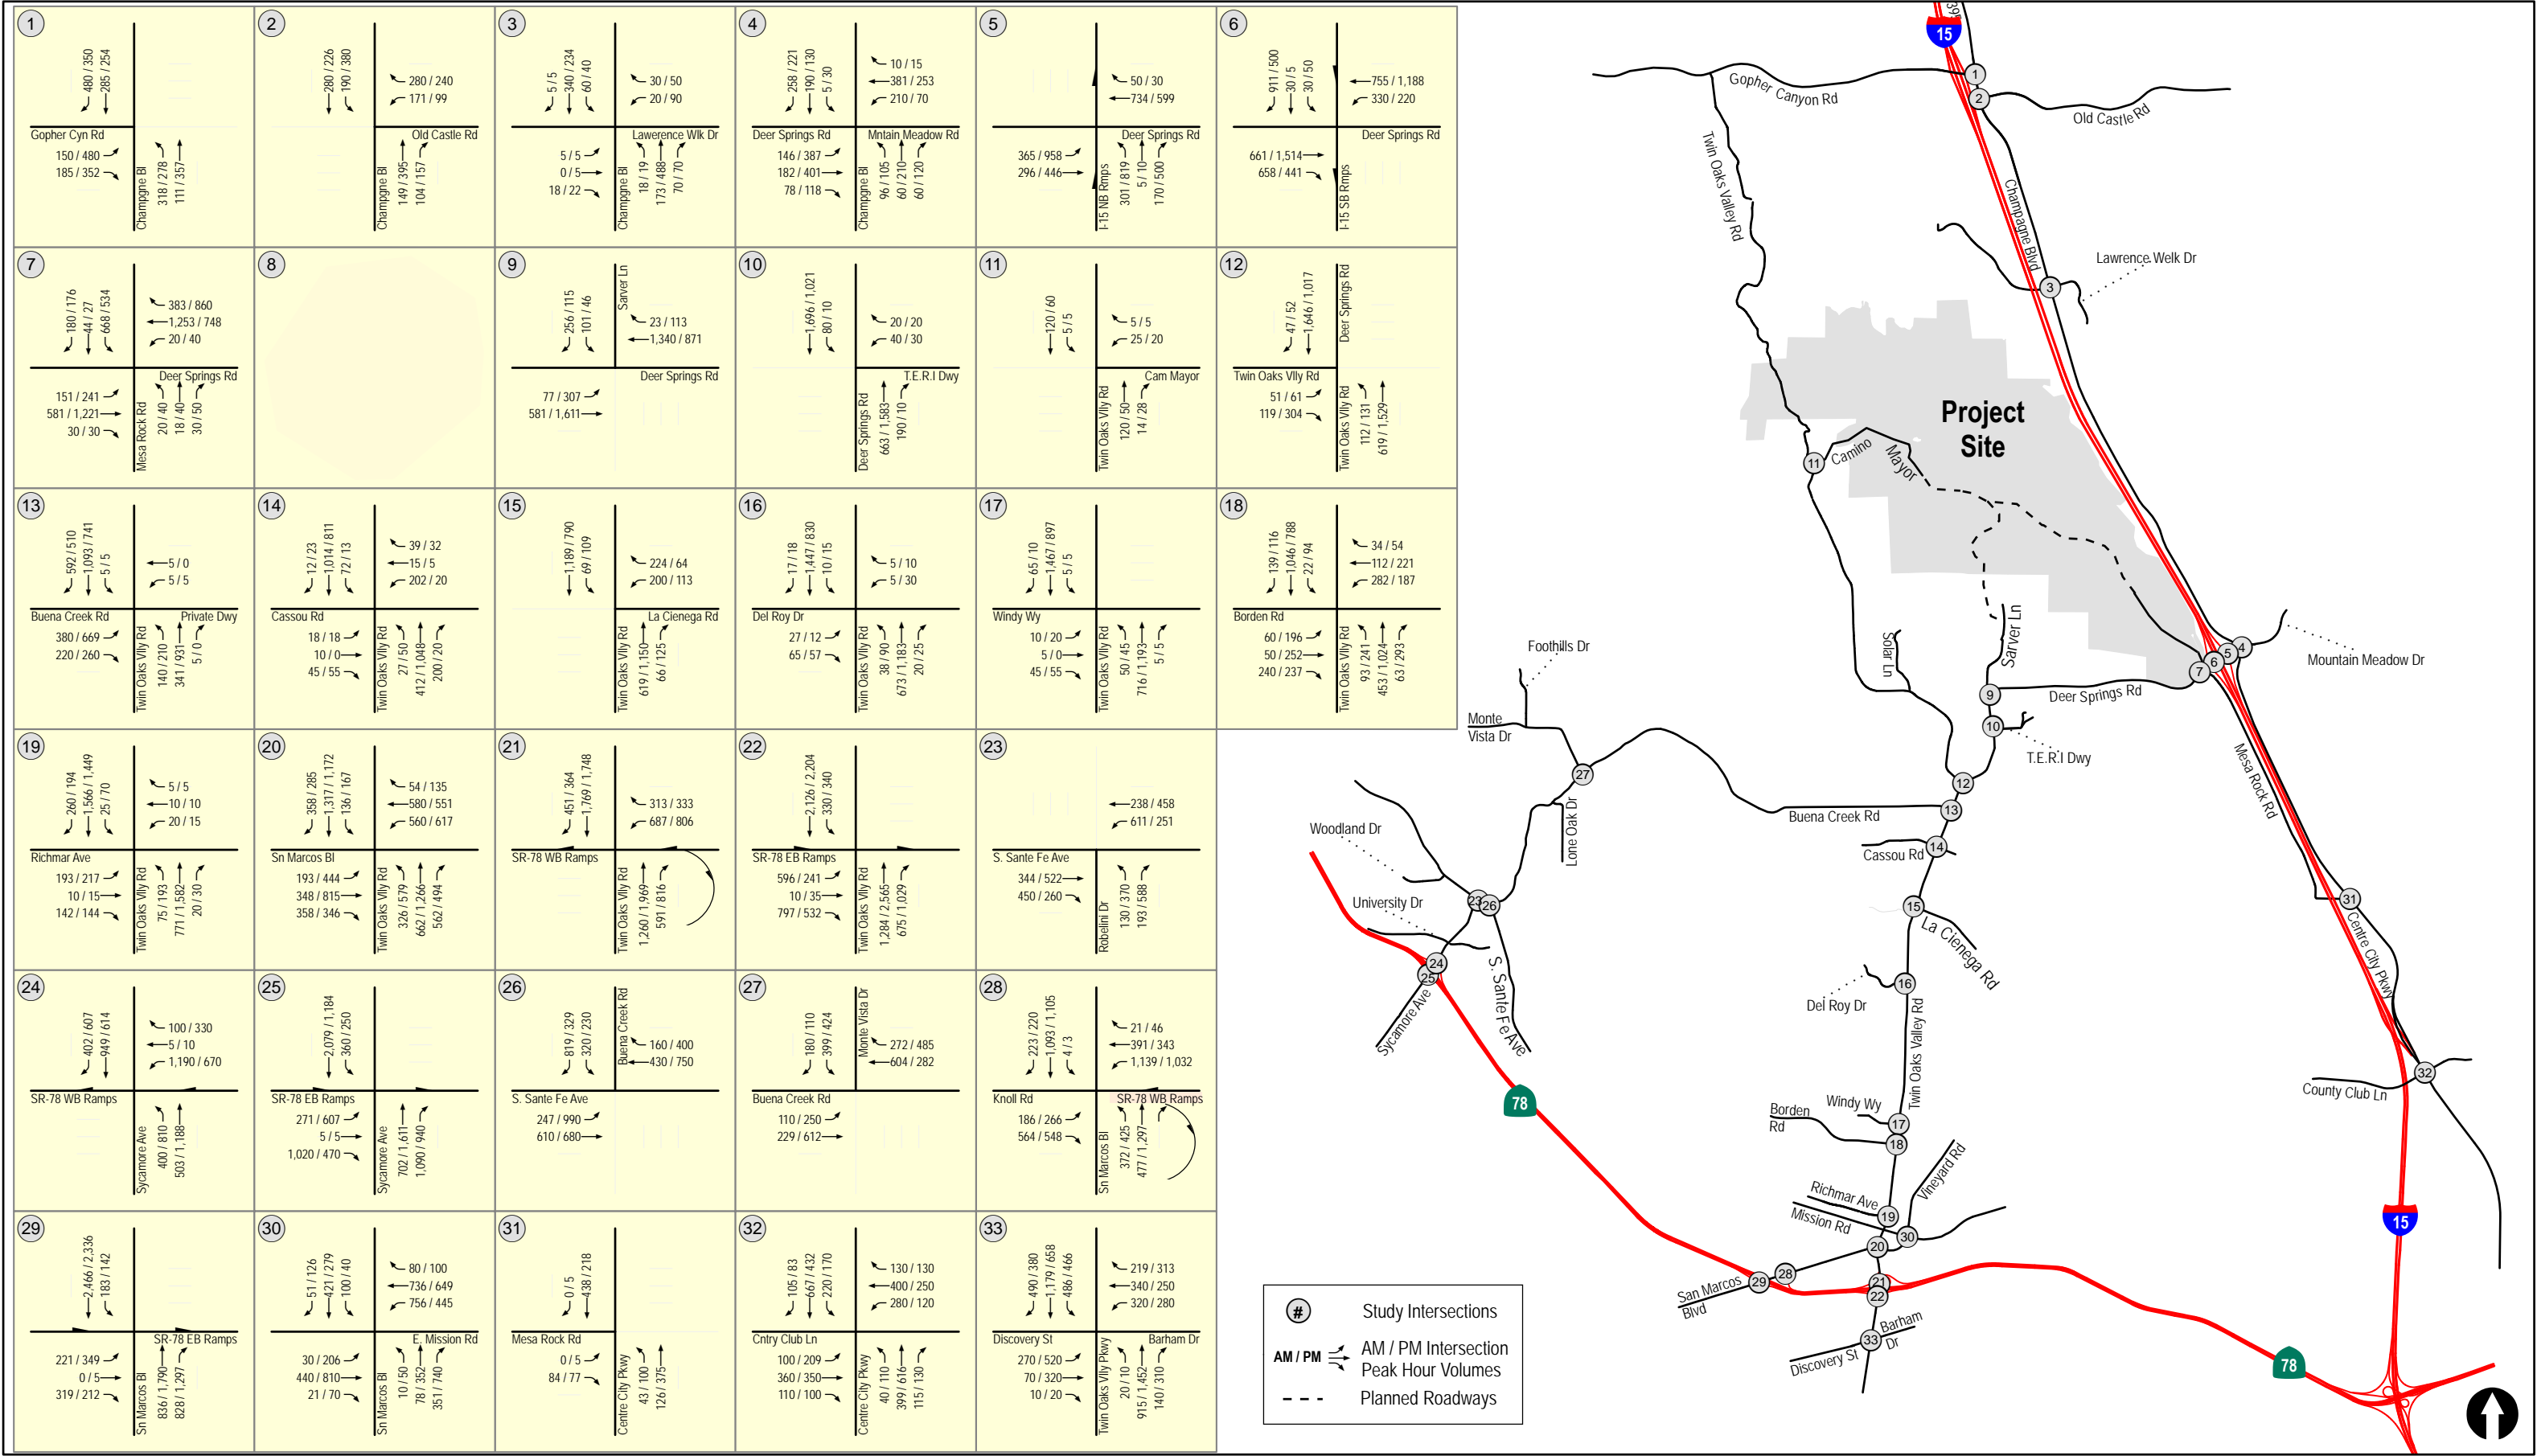 1
480 / 350
285 / 254
Gopher Cyn Rd
150 / 480
185 / 352
Champgne Bl
318 / 278
111 / 357
2
280 / 226
190 / 380
280 / 240
171 / 99
Old Castle Rd
Champgne Bl
149 / 395
104 / 157
3
5 / 5
340 / 234
60 / 40
30 / 50
20 / 90
Lawerence Wlk Dr
5 / 5
0 / 5
18 / 22
Champgne Bl
18 / 19
173 / 488
70 / 70
4
258 / 221
190 / 130
5 / 30
10 / 15
381 / 253
210 / 70
Deer Springs Rd
Mntain Meadow Rd
146 / 387
182 / 401
78 / 118
Champgne Bl
96 / 105
60 / 210
60 / 120
5
50 / 30
734 / 599
Deer Springs Rd
365 / 958
296 / 446
I-15 NB Rmps
301 / 819
5 / 10
170 / 500
6
911 / 500
30 / 5
30 / 50
755 / 1,188
330 / 220
Deer Springs Rd
661 / 1,514
658 / 441
I-15 SB Rmps
7
180 / 176
44 / 27
668 / 534
383 / 860
1,253 / 748
20 / 40
Deer Springs Rd
151 / 241
581 / 1,221
30 / 30
Mesa Rock Rd
20 / 40
18 / 40
30 / 50
8
9
256 / 115
101 / 46
Sarver Ln
23 / 113
1,340 / 871
Deer Springs Rd
77 / 307
581 / 1,611
10
1,696 / 1,021
80 / 10
20 / 20
40 / 30
T.E.R.I Dwy
Deer Springs Rd
663 / 1,583
190 / 10
11
120 / 60
5 / 5
5 / 5
25 / 20
Cam Mayor
Twin Oaks Vlly Rd
120 / 50
14 / 28
12
47 / 52
1,646 / 1,017
Deer Springs Rd
Twin Oaks Vlly Rd
51 / 61
119 / 304
Twin Oaks Vlly Rd
112 / 131
619 / 1,529
13
592 / 510
1,093 / 741
5 / 5
5 / 0
5 / 5
Buena Creek Rd
Private Dwy
380 / 669
220 / 260
Twin Oaks Vlly Rd
140 / 210
341 / 931
5 / 0
14
12 / 23
1,014 / 811
72 / 13
39 / 32
15 / 5
202 / 20
Cassou Rd
18 / 18
10 / 0
45 / 55
Twin Oaks Vlly Rd
27 / 50
412 / 1,048
200 / 20
15
1,189 / 790
69 / 109
224 / 64
200 / 113
La Cienega Rd
Twin Oaks Vlly Rd
619 / 1,150
66 / 125
16
17 / 18
1,447 / 830
10 / 15
5 / 10
5 / 30
Del Roy Dr
27 / 12
65 / 57
Twin Oaks Vlly Rd
38 / 90
673 / 1,183
20 / 25
17
65 / 10
1,467 / 897
5 / 5
Windy Wy
10 / 20
5 / 0
45 / 55
Twin Oaks Vlly Rd
50 / 45
716 / 1,193
5 / 5
18
139 / 116
1,046 / 788
22 / 94
34 / 54
112 / 221
282 / 187
Borden Rd
60 / 196
50 / 252
240 / 237
Twin Oaks Vlly Rd
93 / 241
453 / 1,024
63 / 293
19
260 / 194
1,566 / 1,449
25 / 70
5 / 5
10 / 10
20 / 15
Richmar Ave
193 / 217
10 / 15
142 / 144
Twin Oaks Vlly Rd
75 / 193
771 / 1,582
20 / 30
20
358 / 285
1,317 / 1,172
136 / 167
54 / 135
580 / 551
560 / 617
Sn Marcos Bl
193 / 444
348 / 815
358 / 346
Twin Oaks Vlly Rd
326 / 579
662 / 1,266
562 / 494
21
451 / 364
1,769 / 1,748
313 / 333
687 / 806
SR-78 WB Ramps
Twin Oaks Vlly Rd
1,260 / 1,969
591 / 816
22
2,126 / 2,204
330 / 340
SR-78 EB Ramps
596 / 241
10 / 35
797 / 532
Twin Oaks Vlly Rd
1,284 / 2,565
675 / 1,029
23
238 / 458
611 / 251
S. Sante Fe Ave
344 / 522
450 / 260
Robelini Dr
130 / 370
193 / 588
24
402 / 607
949 / 614
100 / 330
5 / 10
1,190 / 670
SR-78 WB Ramps
Sycamore Ave
400 / 810
503 / 1,188
25
2,079 / 1,184
360 / 250
SR-78 EB Ramps
271 / 607
5 / 5
1,020 / 470
Sycamore Ave
702 / 1,611
1,090 / 940
26
819 / 329
320 / 230
Buena Creek Rd
160 / 400
430 / 750
S. Sante Fe Ave
247 / 990
610 / 680
27
180 / 110
399 / 424
Monte Vista Dr
272 / 485
604 / 282
Buena Creek Rd
110 / 250
229 / 612
28
223 / 220
1,093 / 1,105
4 / 3
21 / 46
391 / 343
1,139 / 1,032
Knoll Rd
SR-78 WB Ramps
186 / 266
564 / 548
Sn Marcos Bl
372 / 425
477 / 1,297
29
2,466 / 2,336
183 / 142
SR-78 EB Ramps
221 / 349
0 / 5
319 / 212
Sn Marcos Bl
836 / 1,790
828 / 1,297
30
51 / 126
421 / 279
100 / 40
80 / 100
736 / 649
756 / 445
E. Mission Rd
30 / 206
440 / 810
21 / 70
Sn Marcos Bl
10 / 50
78 / 352
351 / 740
31
0 / 5
438 / 218
Mesa Rock Rd
0 / 5
84 / 77
Centre City Pkwy
43 / 100
126 / 375
32
105 / 83
667 / 432
220 / 170
130 / 130
400 / 250
280 / 120
Cntry Club Ln
100 / 209
360 / 350
110 / 100
Centre City Pkwy
40 / 110
399 / 616
115 / 130
33
490 / 380
1,179 / 658
486 / 466
219 / 313
340 / 250
320 / 280
Discovery St
Barham Dr
270 / 520
70 / 320
10 / 20
Twin Oaks Vlly Pkwy
20 / 10
915 / 1,452
140 / 310
15
1
Gopher Canyon Rd
2
Old Castle Rd
Twin Oaks Valley Rd
Champagne Blvd
Lawrence Welk Dr
3
Project
Site
11
Camino
Mayor
Solar Ln
Sarver Ln
Foothills Dr
4
5
6
7
Mountain Meadow Dr
9
Deer Springs Rd
Monte
Vista Dr
10
T.E.R.I Dwy
27
12
Mesa Rock Rd
Lone Oak Dr
Buena Creek Rd
13
Woodland Dr
Cassou Rd
14
University Dr
23
26
15
La Cienega Rd
31
Centre City Pkwy
24
25
S. Sante Fe Ave
Sycamore Ave
16
Del Roy Dr
Twin Oaks Valley Rd
32
County Club Ln
78
Borden
Rd
Windy Wy
17
18
Vineyard Rd
Richmar Ave
Mission Rd
19
30
20
15
San Marcos
Blvd
29
28
21
22
Barham
Dr
33
Discovery St
78
#
Study Intersections
AM / PM
AM / PM Intersection
Peak Hour Volumes
Planned Roadways